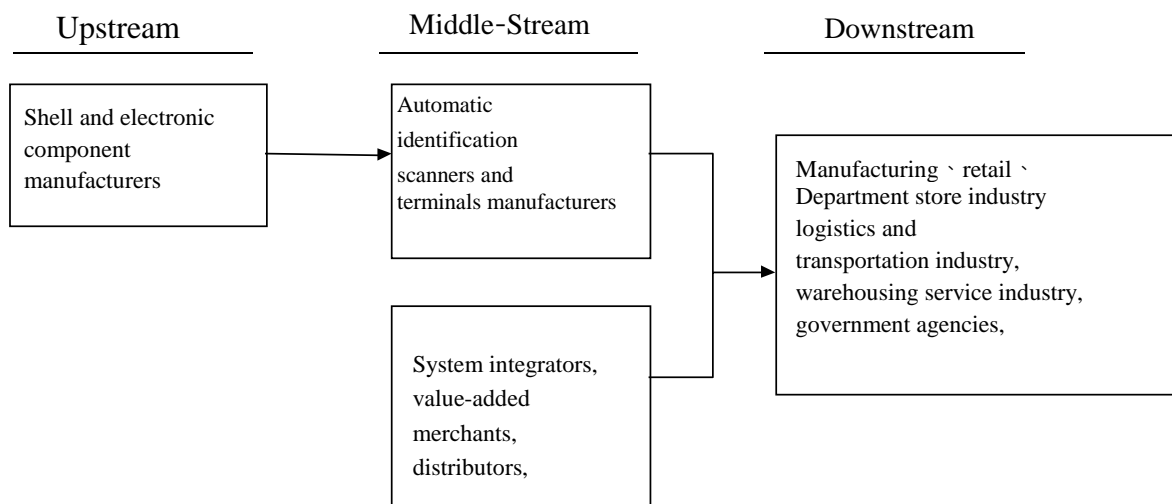 Upstream
Middle-Stream
Downstream
Shell and electronic
component
manufacturers
Automatic
identification
scanners and
terminals manufacturers
System integrators,
value-added
merchants,
distributors,
Manufacturing、retail、
Department store industry
logistics and
transportation industry,
warehousing service industry,
government agencies,